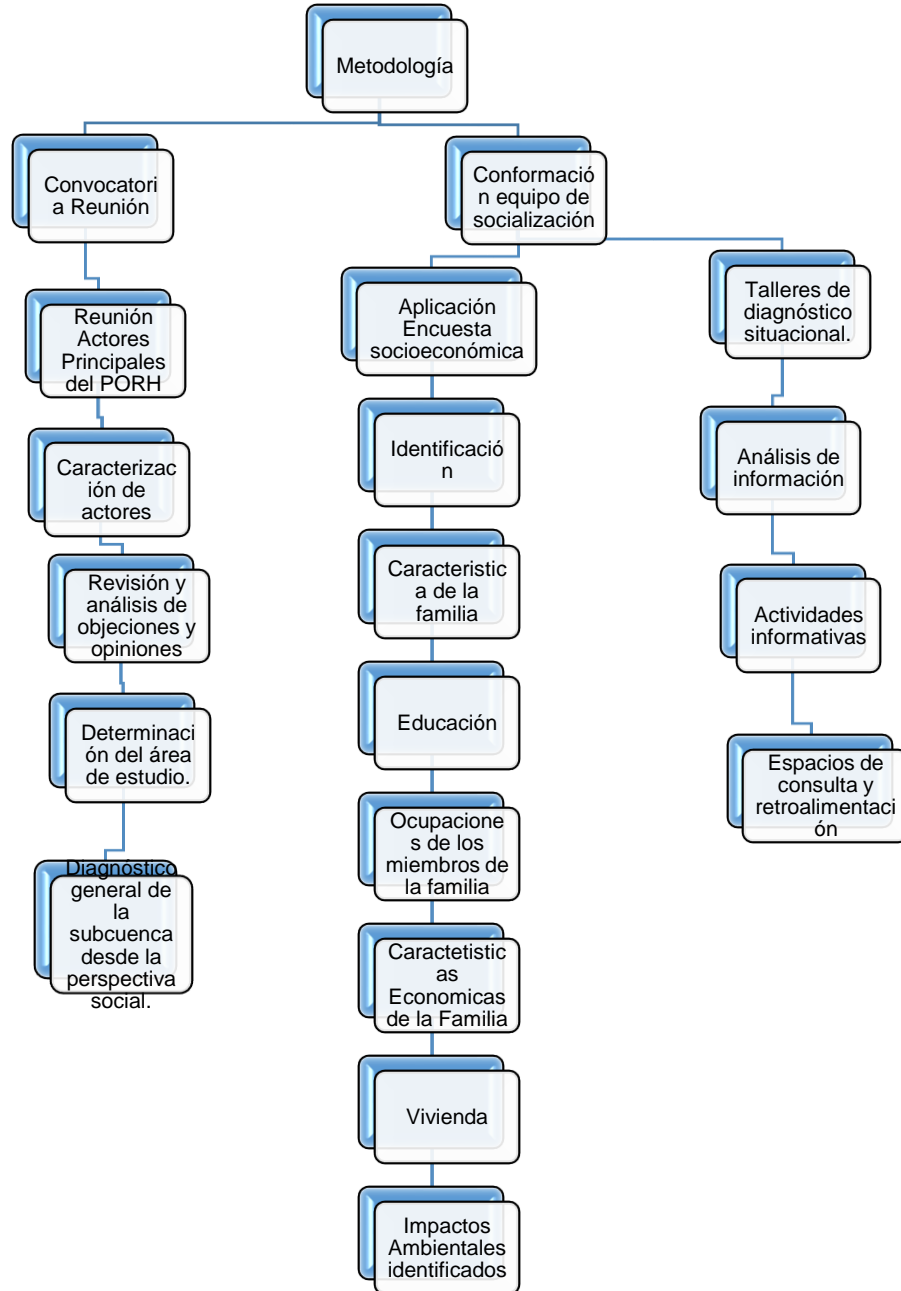 Metodología
Convocatori
a Reunión
Reunión
Actores
Principales
del PORH
Caracterizac
ión de
actores
Revisión y
análisis de
objeciones y
opiniones
Determinaci
ón del área
de estudio.
Diagnóstico
general de
la
subcuenca
desde la
perspectiva
social.
Conformació
n equipo de
socialización
Aplicación
Encuesta
socioeconómica
Identificació
n
Caracteristic
a de la
familia
Educación
Ocupacione
s de los
miembros de
la familia
Caractetistic
as
Economicas
de la Familia
Vivienda
Impactos
Ambientales
identificados
Talleres de
diagnóstico
situacional.
Análisis de
información
Actividades
informativas
Espacios de
consulta y
retroalimentaci
ón